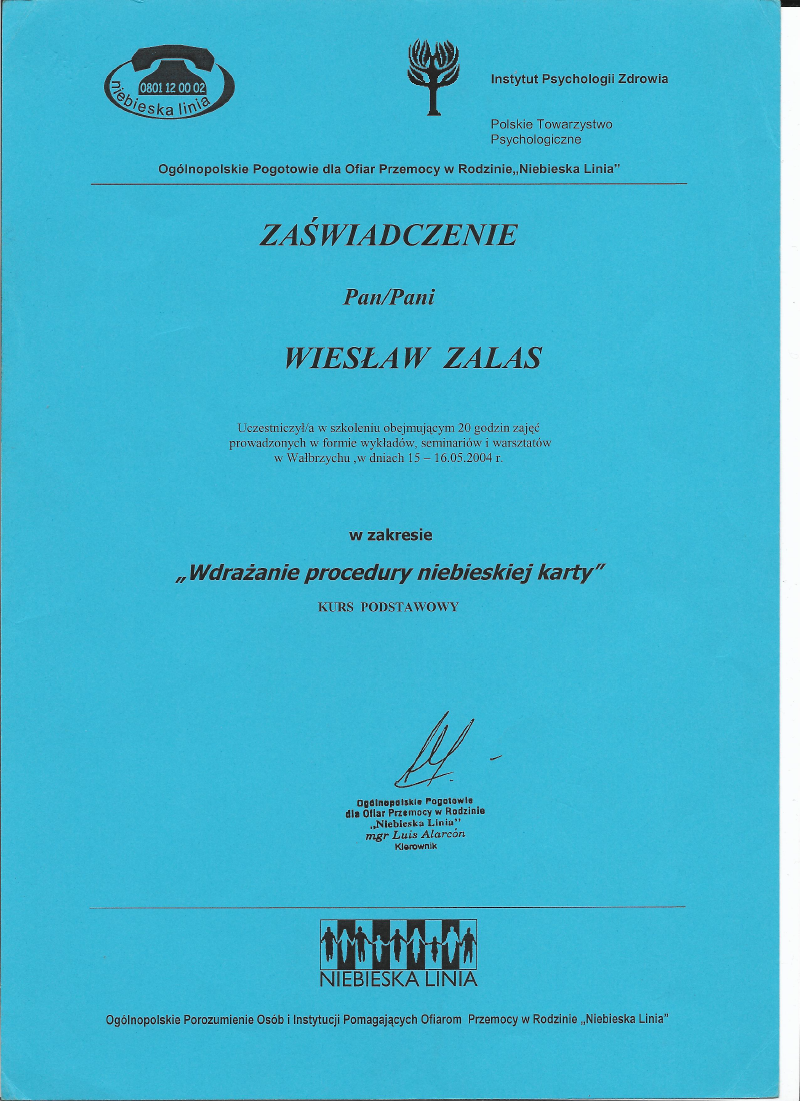 0801 12 00 02
niebieska linia
Instytut Psychologii Zdrowia
Polskie Towarzystwo
Psychologiczne
Ogólnopolskie Pogotowie dla Ofiar Przemocy w Rodzinie„Niebieska Linia”
ZAŚWIADCZENIE
Pan/Pani
WIESŁAW ZALAS
Uczestniczył/a w szkoleniu obejmującym 20 godzin zajęć
prowadzonych w formie wykładów, seminariów i warsztatów
w Wałbrzychu ,w dniach 15 – 16.05.2004 r.
w zakresie
„Wdrażanie procedury niebieskiej karty”
KURS PODSTAWOWY
Ogólnopolskie Pogotowie
dla Ofiar Przemocy w Rodzinie
„Niebieska Linia”
mgr Luis Alarcón
Kierownik
NIEBIESKA LINIA
Ogólnopolskie Porozumienie Osób i Instytucji Pomagających Ofiarom Przemocy w Rodzinie „Niebieska Linia”